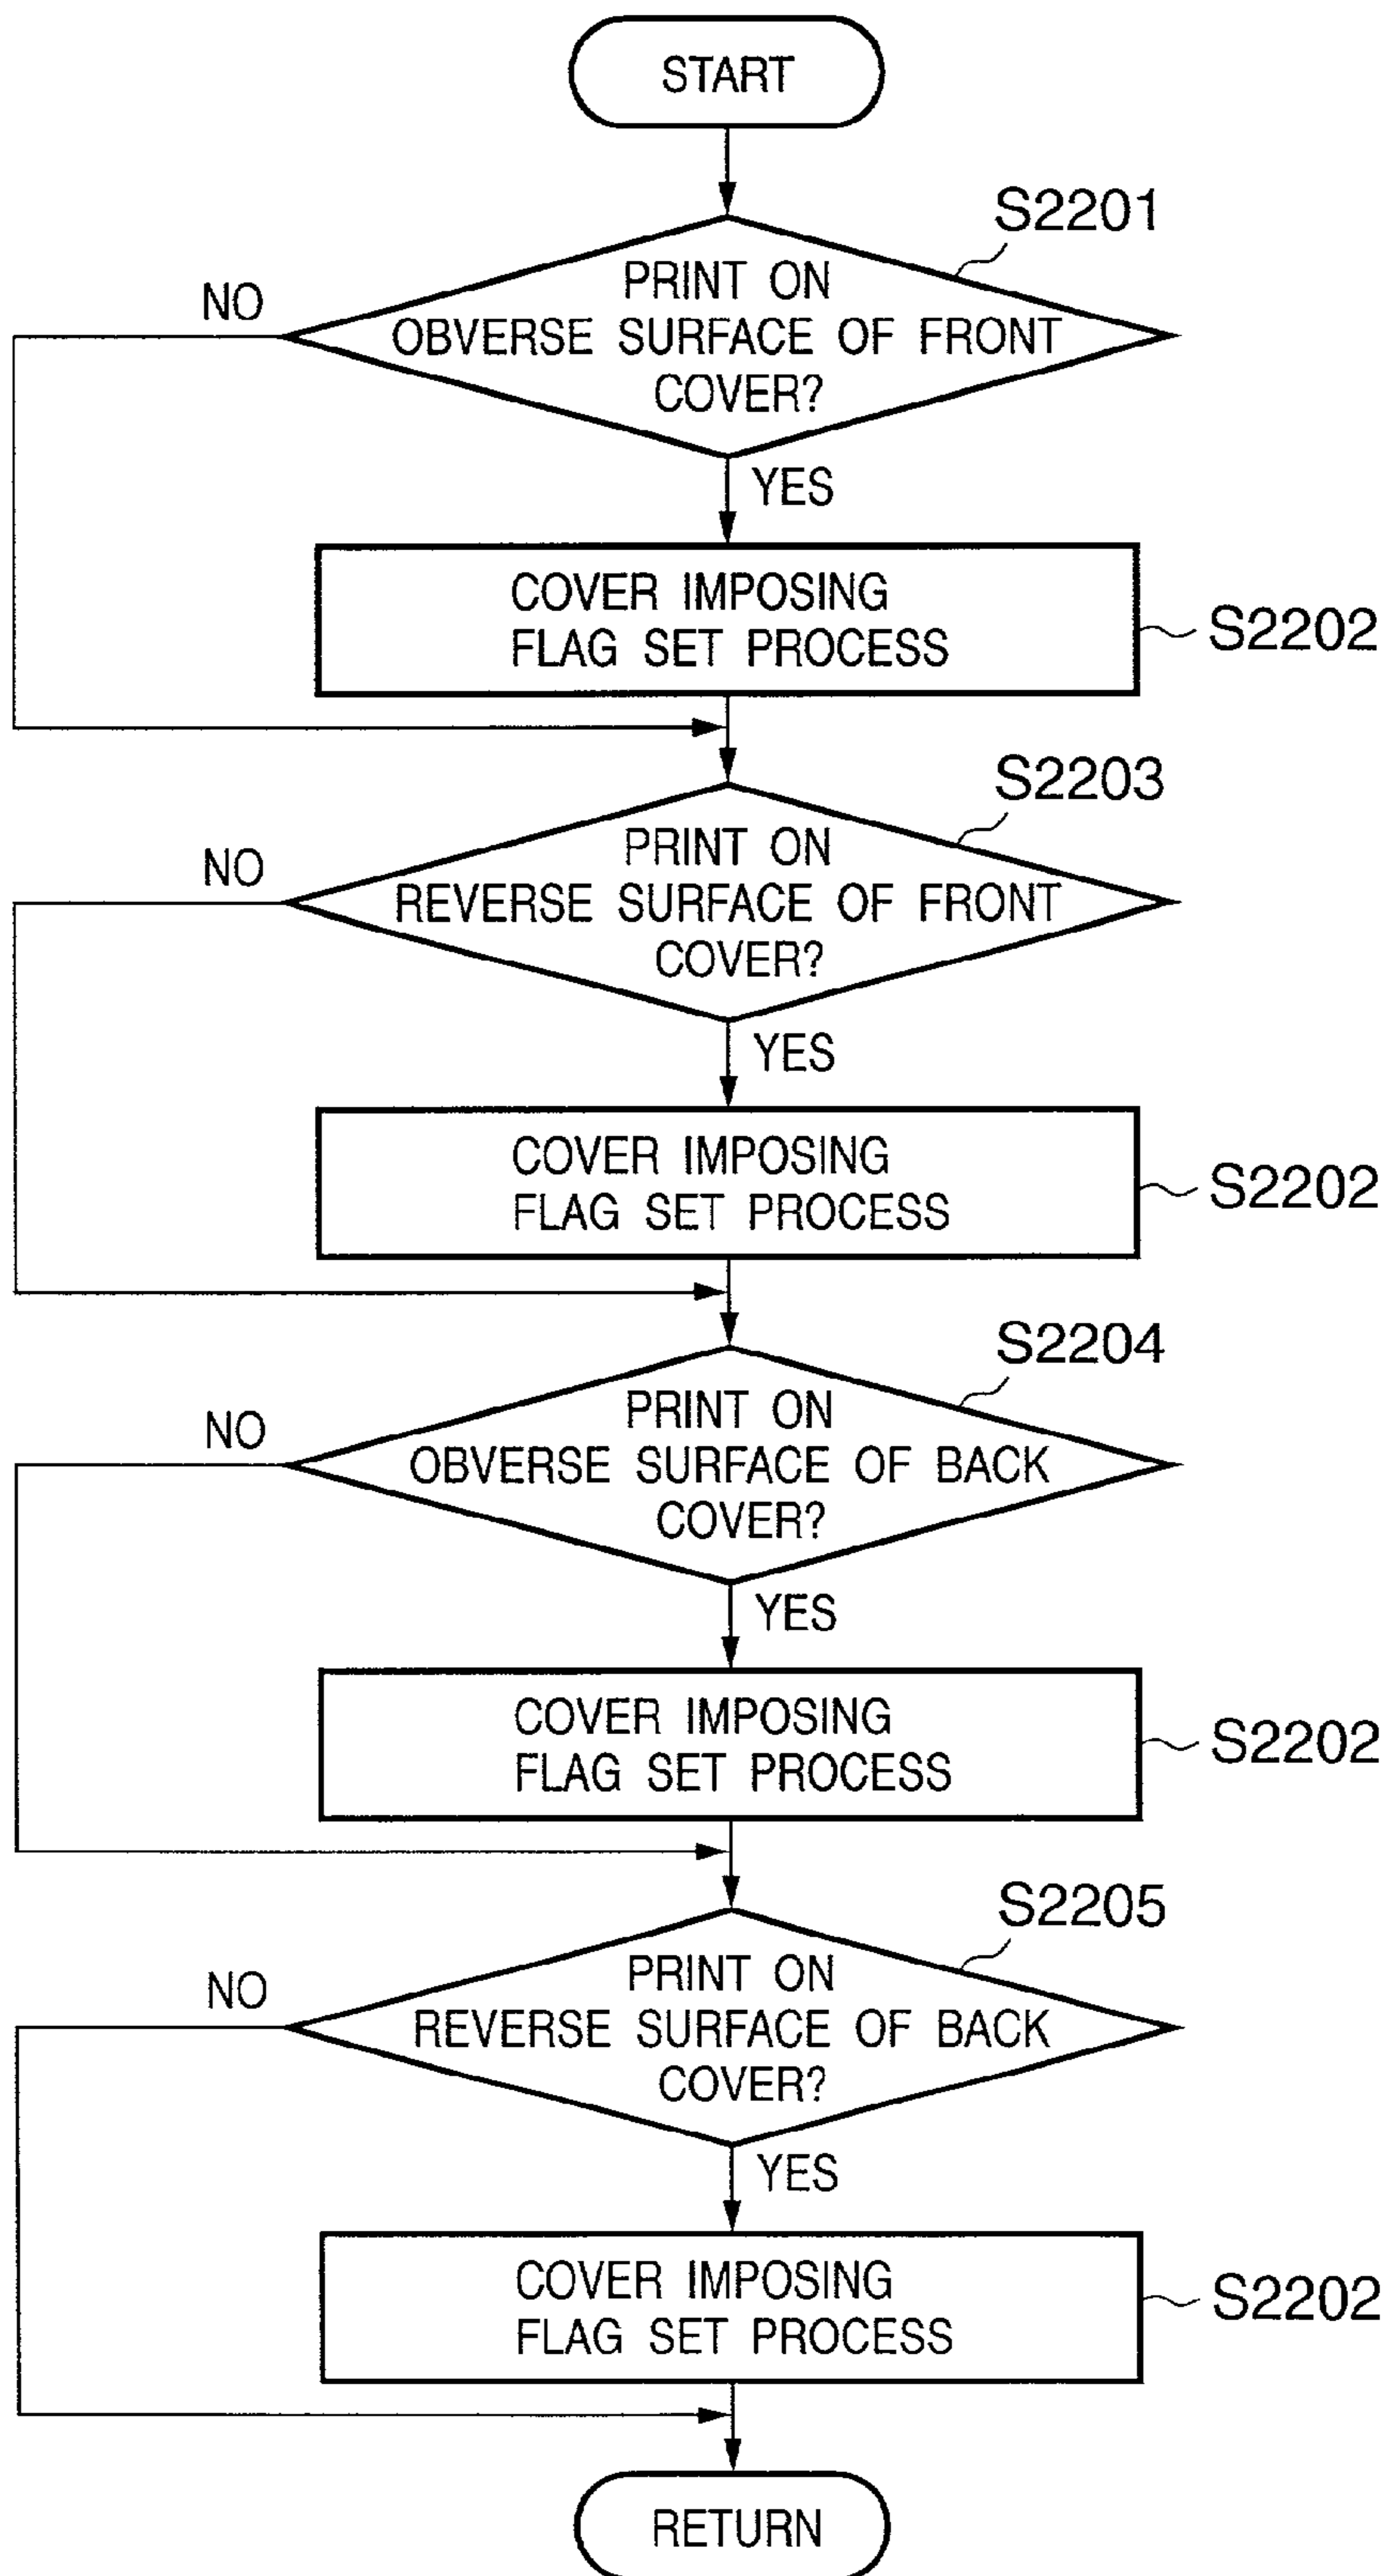 START
S2201
PRINT ON
NO
OBVERSE SURFACE OF FRONT
COVER?
YES
COVER IMPOSING
FLAG SET PROCESS
S2202
S2203
PRINT ON
NO
REVERSE SURFACE OF FRONT
COVER?
YES
COVER IMPOSING
FLAG SET PROCESS
S2202
S2204
PRINT ON
NO
OBVERSE SURFACE OF BACK
COVER?
YES
COVER IMPOSING
FLAG SET PROCESS
S2202
S2205
PRINT ON
NO
REVERSE SURFACE OF BACK
COVER?
YES
COVER IMPOSING
FLAG SET PROCESS
S2202
RETURN